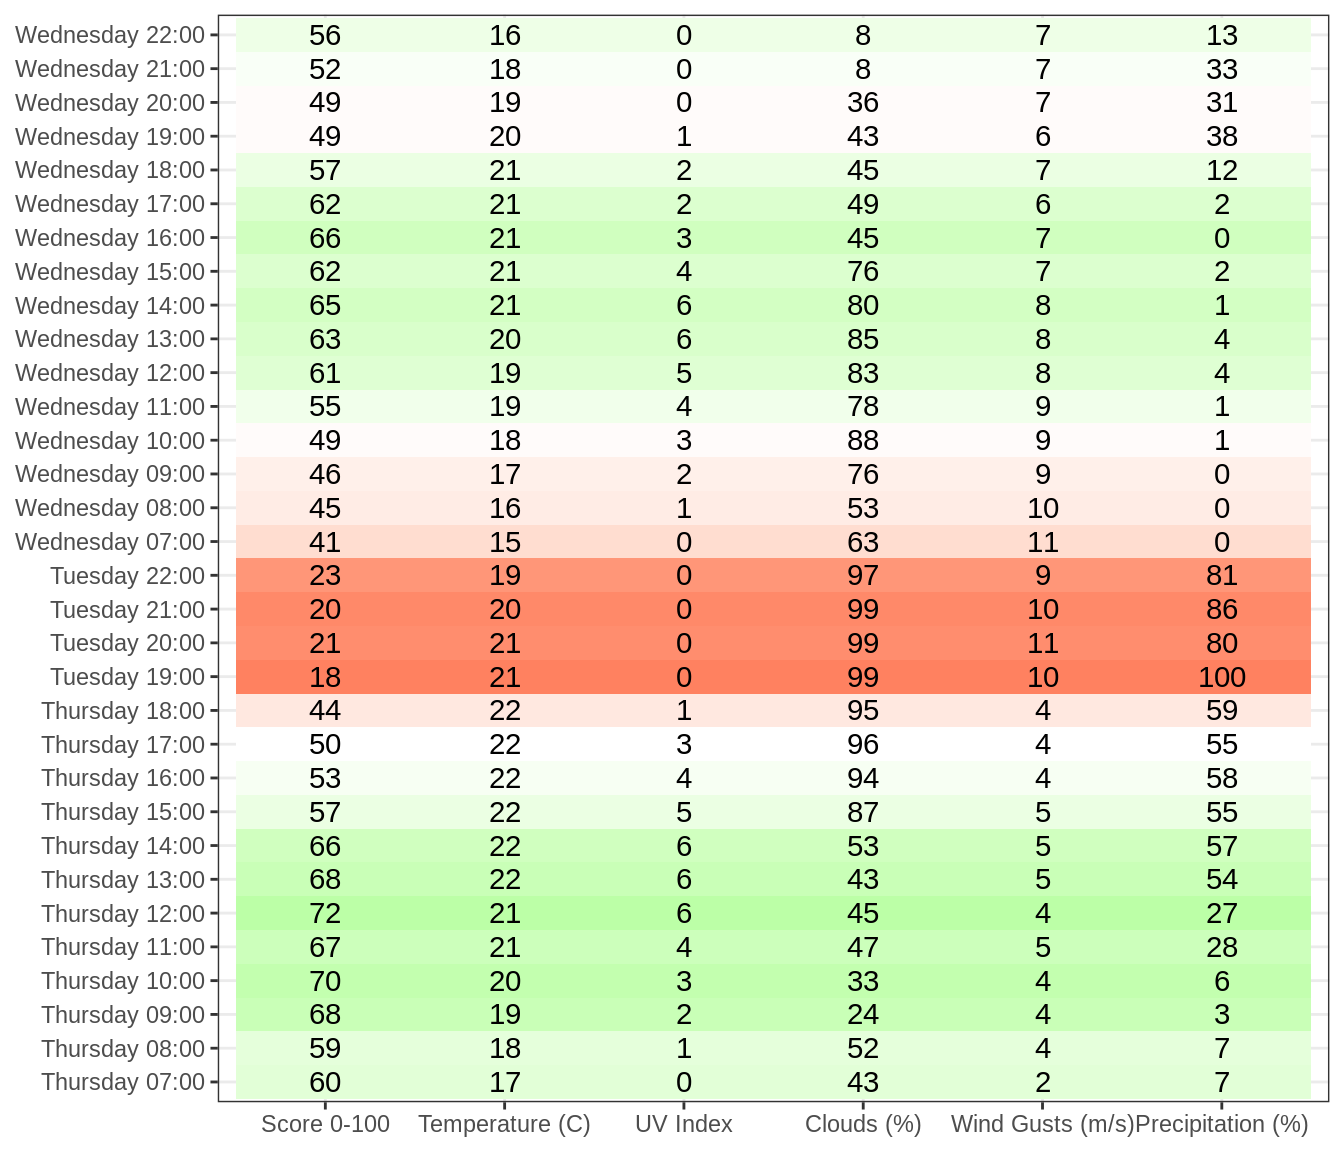 Wednesday 22:00 56 16 0 8 7 13
Wednesday 21:00 52 18 0 8 7 33
Wednesday 20:00 49 19 0 36 7 31
Wednesday 19:00 49 20 1 43 6 38
Wednesday 18:00 57 21 2 45 7 12
Wednesday 17:00 62 21 2 49 6 2
Wednesday 16:00 66 21 3 45 7 0
Wednesday 15:00 62 21 4 76 7 2
Wednesday 14:00 65 21 6 80 8 1
Wednesday 13:00 63 20 6 85 8 4
Wednesday 12:00 61 19 5 83 8 4
Wednesday 11:00 55 19 4 78 9 1
Wednesday 10:00 49 18 3 88 9 1
Wednesday 09:00 46 17 2 76 9 0
Wednesday 08:00 45 16 1 53 10 0
Wednesday 07:00 41 15 0 63 11 0
Tuesday 22:00 23 19 0 97 9 81
Tuesday 21:00 20 20 0 99 10 86
Tuesday 20:00 21 21 0 99 11 80
Tuesday 19:00 18 21 0 99 10 100
Thursday 18:00 44 22 1 95 4 59
Thursday 17:00 50 22 3 96 4 55
Thursday 16:00 53 22 4 94 4 58
Thursday 15:00 57 22 5 87 5 55
Thursday 14:00 66 22 6 53 5 57
Thursday 13:00 68 22 6 43 5 54
Thursday 12:00 72 21 6 45 4 27
Thursday 11:00 67 21 4 47 5 28
Thursday 10:00 70 20 3 33 4 6
Thursday 09:00 68 19 2 24 4 3
Thursday 08:00 59 18 1 52 4 7
Thursday 07:00 60 17 0 43 2 7
Score 0-100 Temperature (C) UV Index Clouds (%) Wind Gusts (m/s) Precipitation (%)